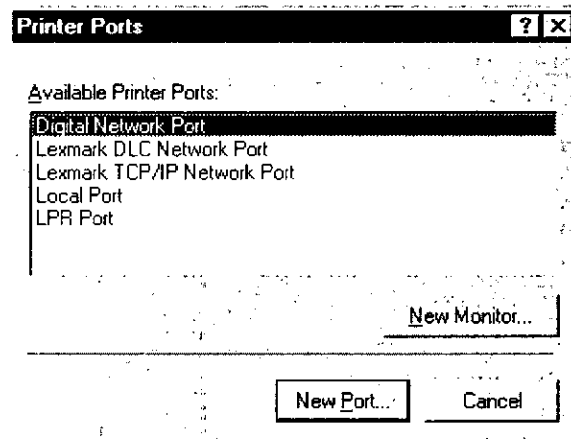 Printer Ports
? X
Available Printer Ports:
Digital Network Port
Lexmark DLC Network Port
Lexmark TCP/IP Network Port
Local Port
LPR Port
New Monitor...
New Port...
Cancel